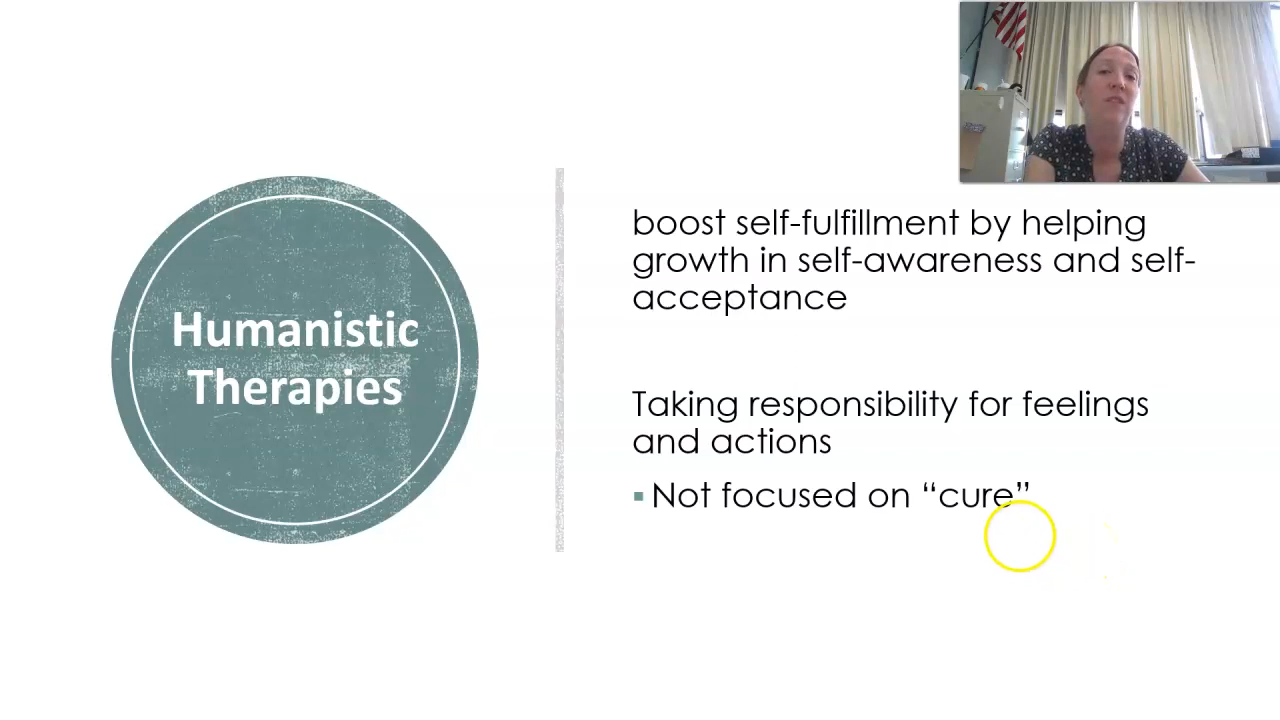 Humanistic
Therapies
boost self-fulfillment by helping
growth in self-awareness and self-
acceptance
Taking responsibility for feelings
and actions
▪ Not focused on “cure”